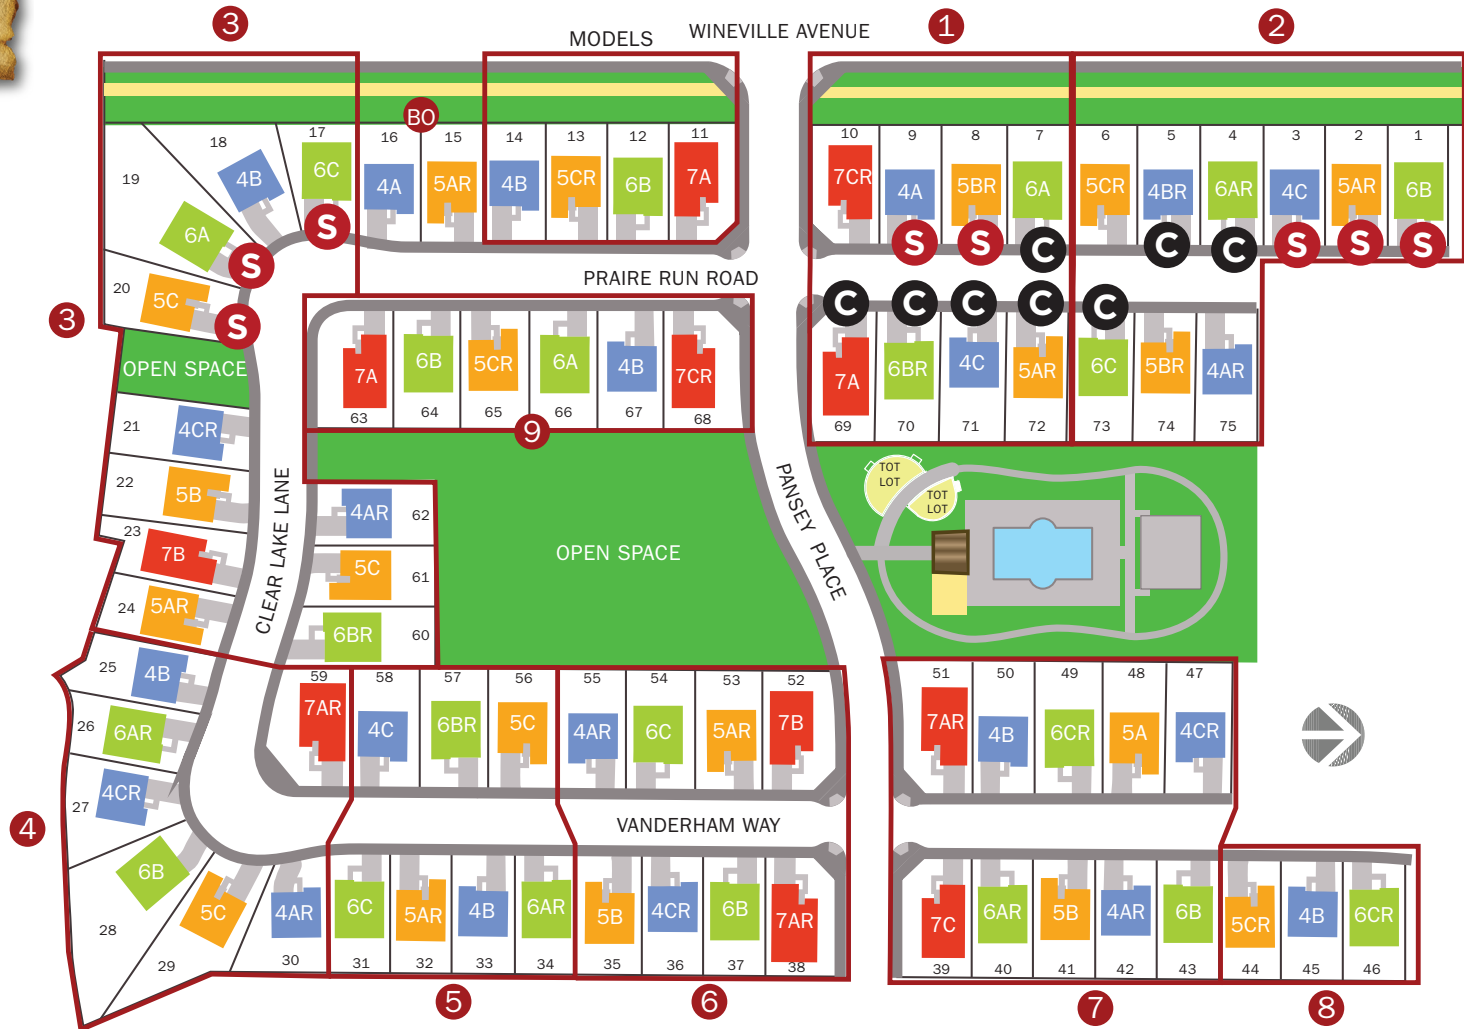 3
MODELS
WINEVILLE AVENUE
1
2
BO
19
18
17
16
15
14
13
12
11
10
9
8
7
6
5
4
3
2
1
4B
6C
4A
5AR
4B
5CR
6B
7A
7CR
4A
5BR
6A
5CR
4BR
6AR
4C
5AR
6B
6A
S
S
S
S
C
C
C
S
S
S
PRAIRE RUN ROAD
20
5C
S
3
OPEN SPACE
C
C
C
C
C
7A
6B
5CR
6A
4B
7CR
7A
6BR
4C
5AR
6C
5BR
4AR
63
64
65
66
67
68
69
70
71
72
73
74
75
9
21
4CR
22
5B
23
7B
24
5AR
CLEAR LAKE LANE
4AR
62
5C
61
6BR
60
OPEN SPACE
PANSEY PLACE
TOT
LOT
TOT
LOT
25
4B
26
6AR
27
4CR
4
28
6B
29
5C
30
4AR
59
58
57
56
55
54
53
52
51
50
49
48
47
7AR
4C
6BR
5C
4AR
6C
5AR
7B
7AR
4B
6CR
5A
4CR
VANDERHAM WAY
6C
5AR
4B
6AR
5B
4CR
6B
7AR
7C
6AR
5B
4AR
6B
5CR
4B
6CR
31
32
33
34
35
36
37
38
39
40
41
42
43
44
45
46
5
6
7
8